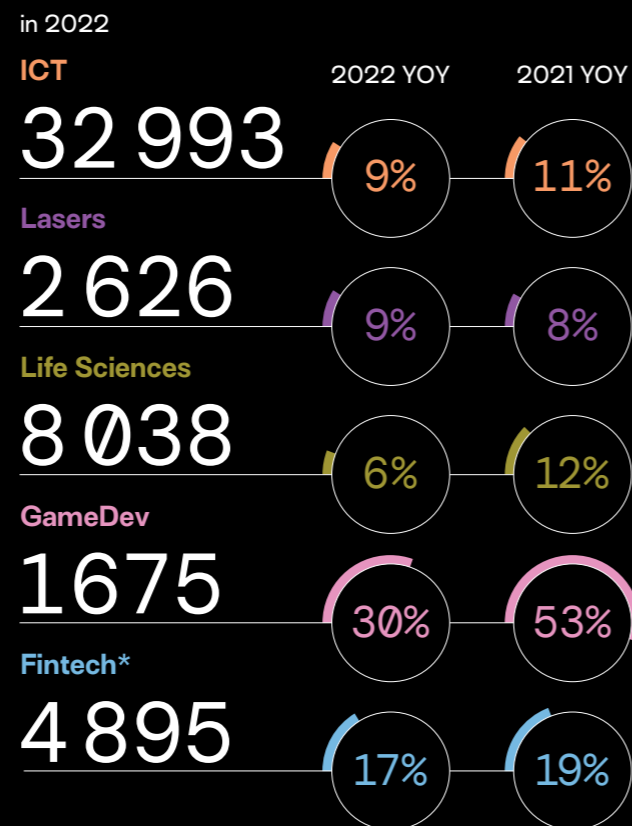 in 2022
ICT 2022 YOY 2021 YOY
32 993 9% 11%
Lasers
2 626 9% 8%
Life Sciences
8 038 6% 12%
GameDev
1675 30% 53%
Fintech*
4 895 17% 19%